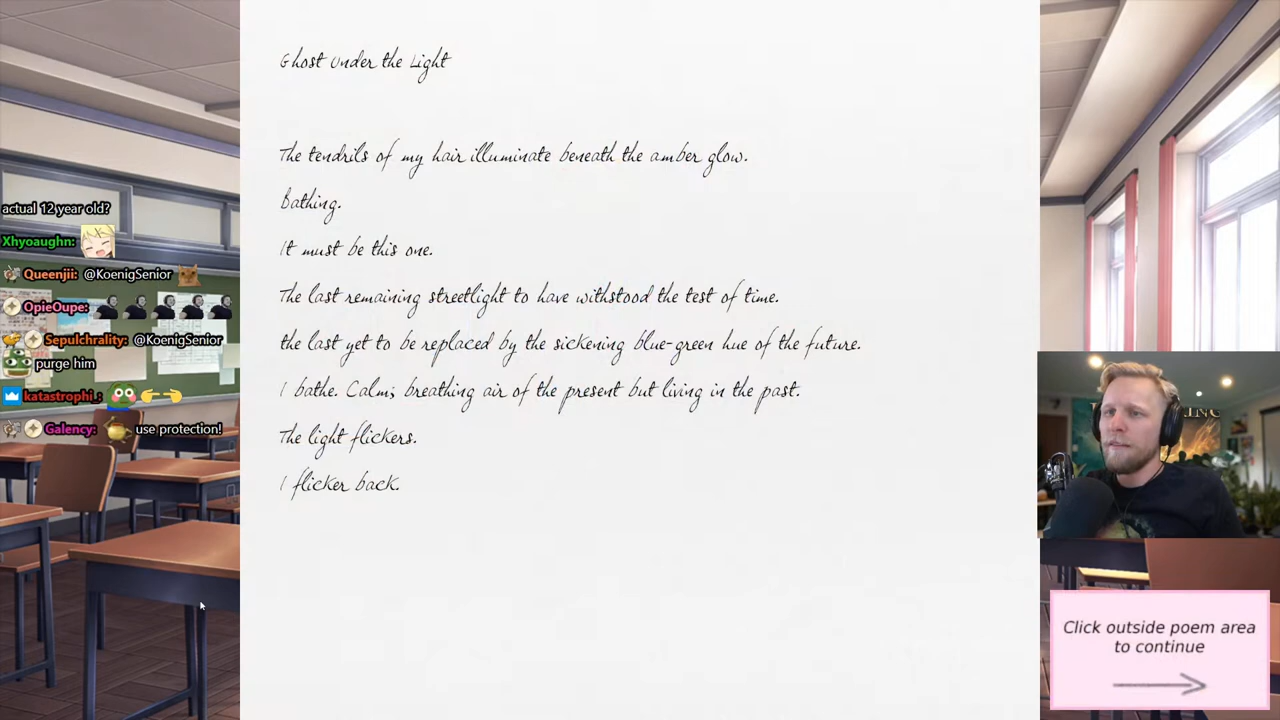 Ghost Under the Light
The tendrils of my hair illuminate beneath the amber glow.
Bathing.
It must be this one.
The last remaining streetlight to have withstood the test of time.
the last yet to be replaced by the sickening blue-green hue of the future.
I bathe. Calm; breathing air of the present but living in the past.
The light flickers.
I flicker back.
actual 12 year old?
Xhyoaughn:
Queenjii: @KoenigSenior
OpieOupe:
Sepulchrality: @KoenigSenior
purge him
katastrophi_:
Galency: use protection!
Click outside poem area
to continue